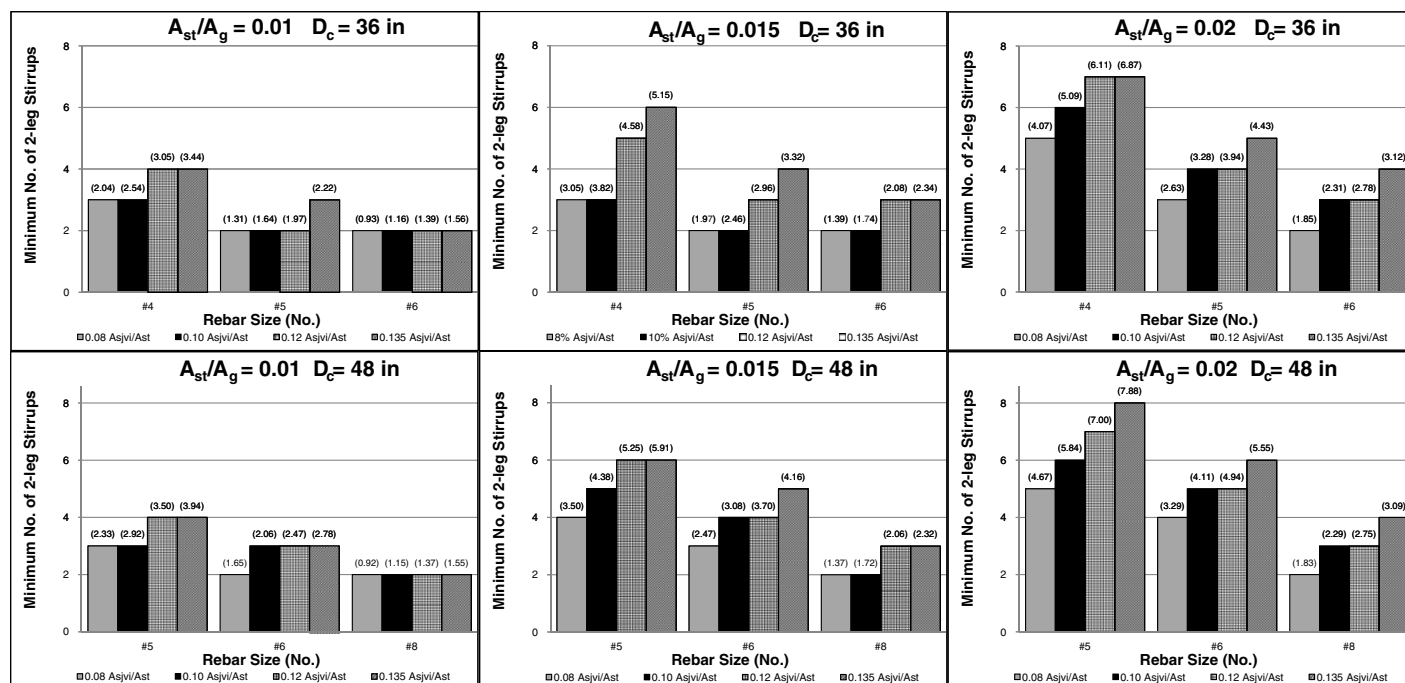 A_st/A_g = 0.01 D_c = 36 in
Minimum No. of 2-leg Stirrups
8
6
4
2
0
(2.04) (2.54) (3.05) (3.44)
(1.31) (1.64) (1.97) (2.22)
(0.93) (1.16) (1.39) (1.56)
#4 #5 #6
Rebar Size (No.)
0.08 Asjvi/Ast 0.10 Asjvi/Ast 0.12 Asjvi/Ast 0.135 Asjvi/Ast
A_st/A_g = 0.015 D_c= 36 in
Minimum No. of 2-leg Stirrups
8
6
4
2
0
(3.05) (3.82) (4.58) (5.15)
(1.97) (2.46) (2.96) (3.32)
(1.39) (1.74) (2.08) (2.34)
#4 #5 #6
Rebar Size (No.)
8% Asjvi/Ast 10% Asjvi/Ast 0.12 Asjvi/Ast 0.135 Asjvi/Ast
A_st/A_g = 0.02 D_c= 36 in
Minimum No. of 2-leg Stirrups
8
6
4
2
0
(4.07) (5.09) (6.11) (6.87)
(2.63) (3.28) (3.94) (4.43)
(1.85) (2.31) (2.78) (3.12)
#4 #5 #6
Rebar Size (No.)
0.08 Asjvi/Ast 0.10 Asjvi/Ast 0.12 Asjvi/Ast 0.135 Asjvi/Ast
A_st/A_g = 0.01 D_c= 48 in
Minimum No. of 2-leg Stirrups
8
6
4
2
0
(2.33) (2.92) (3.50) (3.94)
(1.65) (2.06) (2.47) (2.78)
(0.92) (1.15) (1.37) (1.55)
#5 #6 #8
Rebar Size (No.)
0.08 Asjvi/Ast 0.10 Asjvi/Ast 0.12 Asjvi/Ast 0.135 Asjvi/Ast
A_st/A_g = 0.015 D_c= 48 in
Minimum No. of 2-leg Stirrups
8
6
4
2
0
(3.50) (4.38) (5.25) (5.91)
(2.47) (3.08) (3.70) (4.16)
(1.37) (1.72) (2.06) (2.32)
#5 #6 #8
Rebar Size (No.)
0.08 Asjvi/Ast 0.10 Asjvi/Ast 0.12 Asjvi/Ast 0.135 Asjvi/Ast
A_st/A_g = 0.02 D_c= 48 in
Minimum No. of 2-leg Stirrups
8
6
4
2
0
(4.67) (5.84) (7.00) (7.88)
(3.29) (4.11) (4.94) (5.55)
(1.83) (2.29) (2.75) (3.09)
#5 #6 #8
Rebar Size (No.)
0.08 Asjvi/Ast 0.10 Asjvi/Ast 0.12 Asjvi/Ast 0.135 Asjvi/Ast